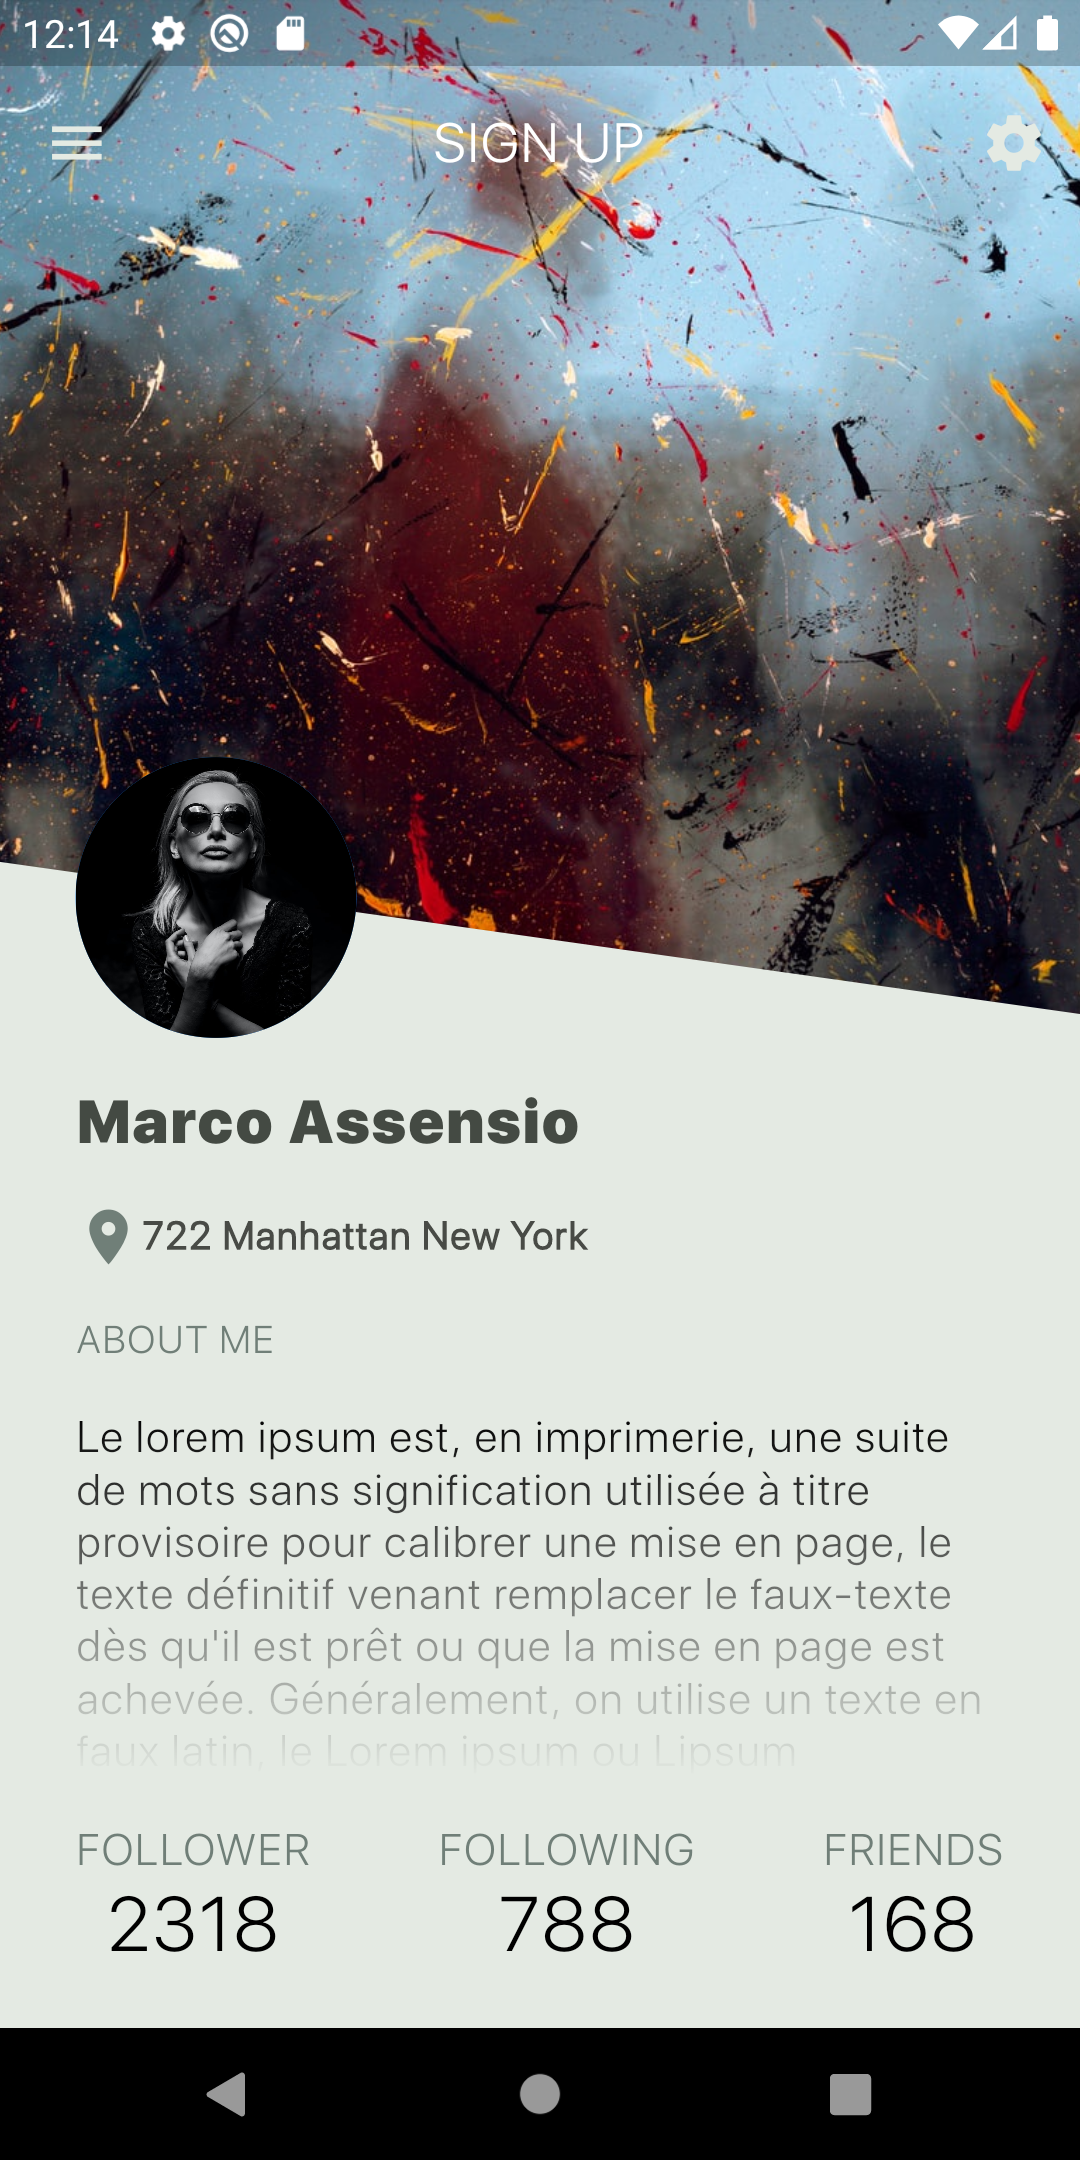 12:14
SIGN UP
Marco Assensio
722 Manhattan New York
ABOUT ME
Le lorem ipsum est, en imprimerie, une suite
de mots sans signification utilisée à titre
provisoire pour calibrer une mise en page, le
texte définitif venant remplacer le faux-texte
dès qu'il est prêt ou que la mise en page est
achevée. Généralement, on utilise un texte en
faux latin, le Lorem ipsum ou Lipsum
FOLLOWER FOLLOWING FRIENDS
2318 788 168